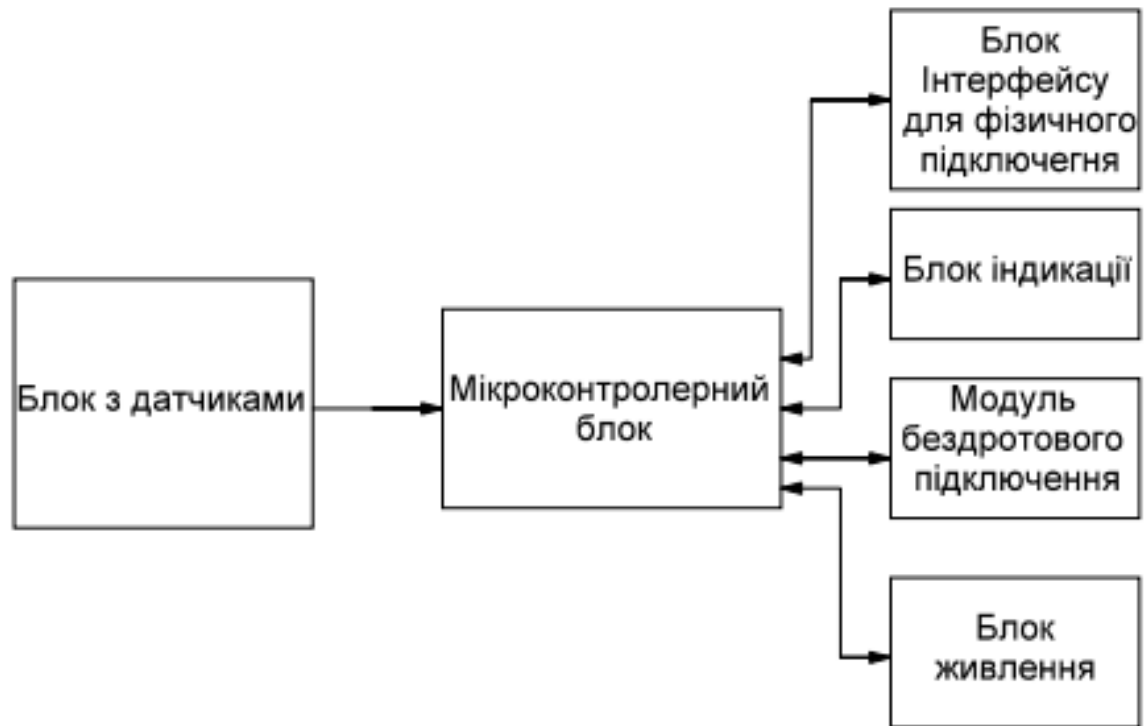 Блок
Інтерфейсу
для фізичного
підключегня
Блок індикації
Блок з датчиками
Мікроконтролерний
блок
Модуль
бездротового
підключення
Блок
живлення